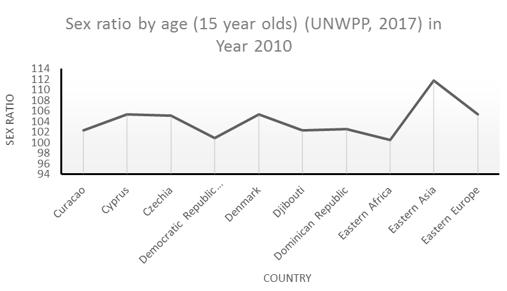 Sex ratio by age (15 year olds) (UNWPP, 2017) in
Year 2010
SEX RATIO
114
112
110
108
106
104
102
100
98
96
94
Curacao
Cyprus
Czechia
Democratic Republic...
Denmark
Djibouti
Dominican Republic
Eastern Africa
Eastern Asia
Eastern Europe
COUNTRY